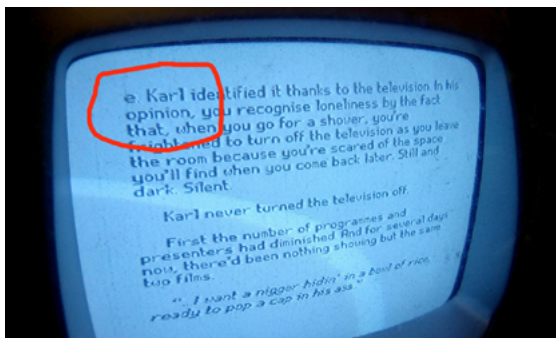 e. Karl identified it thanks to the television In his
opinion, you recognise loneliness by the fact
that, when you go for a shower, you're
frightened to turn off the television as you leave
the room because you're scared of the space
you'll find when you come back later. Still and
dark. Silent.
Karl never turned the television off.
First the number of programmes and
presenters had diminished And for several days
now, there'd been nothing showing but the same
two films.
"... I want a nigger hidin' in a bowl of rice,
ready to pop a cap in his ass."